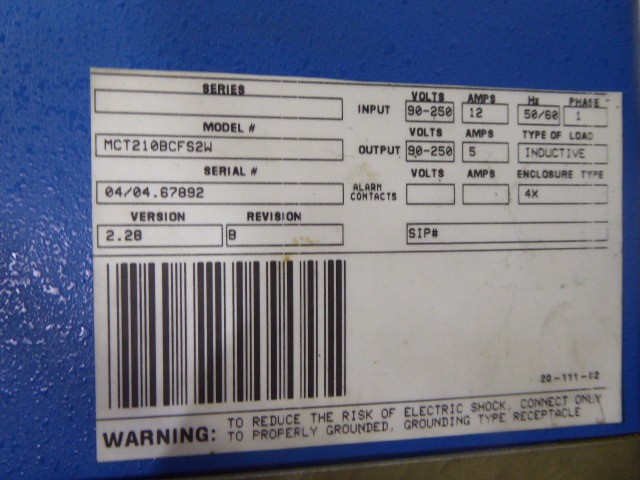 SERIES
MODEL #
MCT210BCFS2W
SERIAL #
04/04.67892
VERSION REVISION
2.28 B
VOLTS AMPS Hz PHASE
INPUT 90-250 12 50/60 1
VOLTS AMPS TYPE OF LOAD
OUTPUT 90-250 5 INDUCTIVE
VOLTS AMPS ENCLOSURE TYPE
ALARM CONTACTS 4X
SIP#
20-111-02
WARNING: TO REDUCE THE RISK OF ELECTRIC SHOCK, CONNECT ONLY
TO PROPERLY GROUNDED, GROUNDING TYPE RECEPTACLE